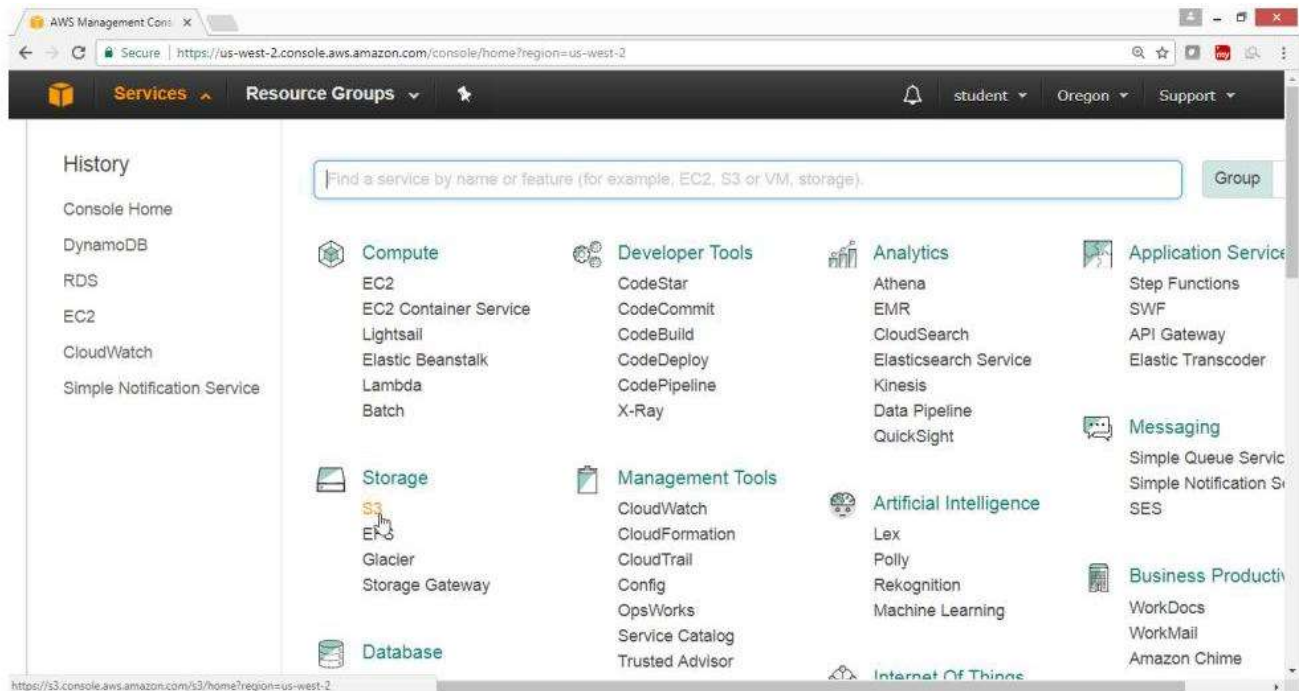 AWS Management Cons
Secure | https://us-west-2.console.aws.amazon.com/console/home?region=us-west-2
my
Services
Resource Groups
student
Oregon
Support
History
Console Home
DynamoDB
RDS
EC2
CloudWatch
Simple Notification Service
Find a service by name or feature (for example, EC2, S3 or VM, storage).
Group
Compute
EC2
EC2 Container Service
Lightsail
Elastic Beanstalk
Lambda
Batch
Storage
S3
Glacier
Storage Gateway
Database
Developer Tools
CodeStar
CodeCommit
CodeBuild
CodeDeploy
CodePipeline
X-Ray
Management Tools
CloudWatch
CloudFormation
CloudTrail
Config
OpsWorks
Service Catalog
Trusted Advisor
Analytics
Athena
EMR
CloudSearch
Elasticsearch Service
Kinesis
Data Pipeline
QuickSight
Artificial Intelligence
Lex
Polly
Rekognition
Machine Learning
Internet Of Things
Application Service
Step Functions
SWF
API Gateway
Elastic Transcoder
Messaging
Simple Queue Servic
Simple Notification Se
SES
Business Productiv
WorkDocs
WorkMail
Amazon Chime
https://s3.console.aws.amazon.com/s3/home?region=us-west-2